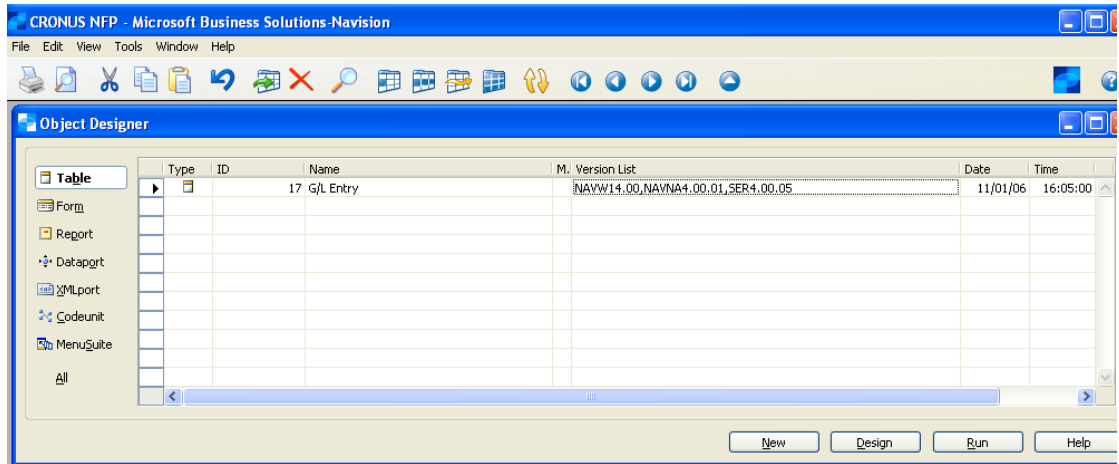 CRONUS NFP - Microsoft Business Solutions-Navision
File Edit View Tools Window Help
Object Designer
Type ID Name M. Version List Date Time
17 G/L Entry NAVW14.00,NAVNA4.00.01,SER4.00.05 11/01/06 16:05:00
Table
Form
Report
Dataport
XMLport
Codeunit
MenuSuite
All
New Design Run Help